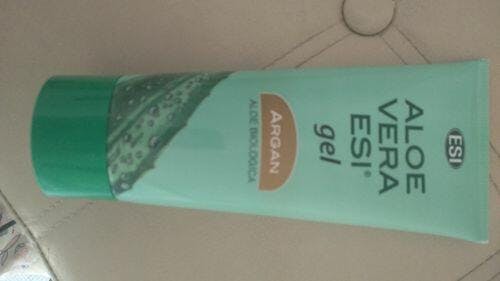 ESI
ALOE
VERA
ESI®
gel
ARGAN
ALOE BIOLOGICA